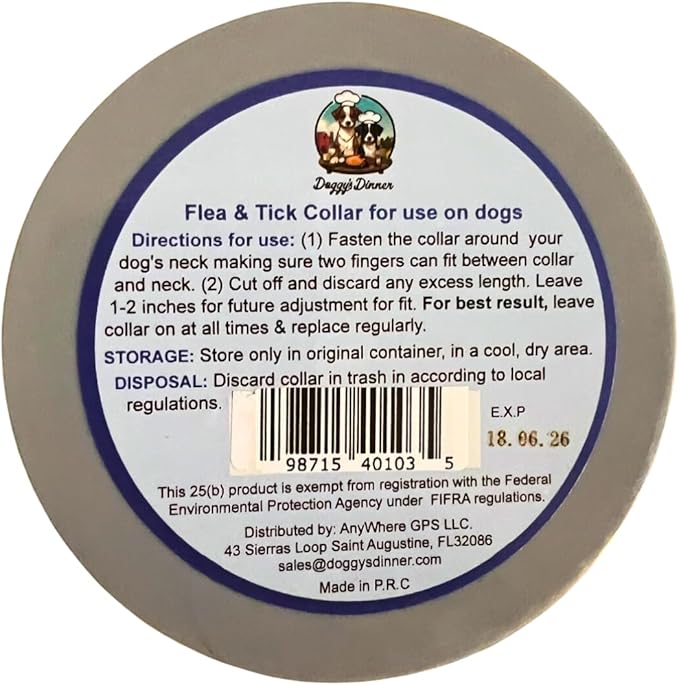 Doggy's Dinner
Flea & Tick Collar for use on dogs
Directions for use: (1) Fasten the collar around your
dog's neck making sure two fingers can fit between collar
and neck. (2) Cut off and discard any excess length. Leave
1-2 inches for future adjustment for fit. For best result, leave
collar on at all times & replace regularly.
STORAGE: Store only in original container, in a cool, dry area.
DISPOSAL: Discard collar in trash in according to local
regulations.
E.X.P
18. 06. 26
98715 40103 5
This 25(b) product is exempt from registration with the Federal
Environmental Protection Agency under FIFRA regulations.
Distributed by: AnyWhere GPS LLC.
43 Sierras Loop Saint Augustine, FL32086
sales@doggysdinner.com
Made in P.R.C